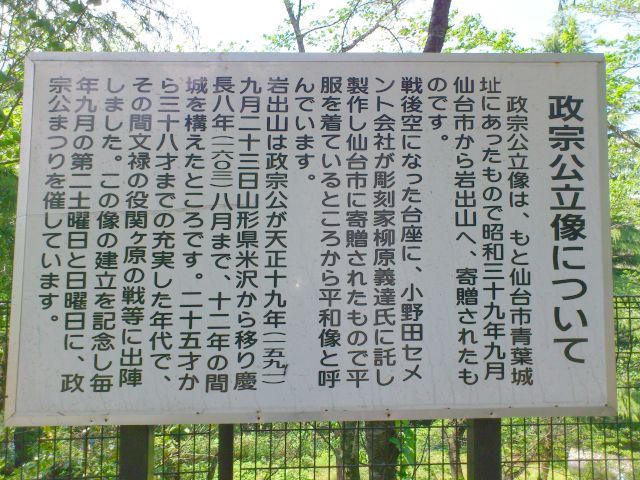 政宗公立像について
政宗公立像は、もと仙台市青葉城
址にあったもので昭和三十九年九月
仙台市から岩出山へ、寄贈されたも
のです。
戦後空になった台座に、小野田セメ
ント会社が彫刻家柳原義達氏に託し
製作し仙台市に寄贈されたもので平
服を着ているところから平和像と呼
んでいます。
岩出山は政宗公が天正十九年(一五九一)
九月二十三日山形県米沢から移り慶
長八年(一六〇三)八月まで、十二年の間
城を構えたところです。二十五才か
ら三十八才までの充実した年代で、
その間文禄の役関ヶ原の戦等に出陣
しました。この像の建立を記念し毎
年九月の第二土曜日と日曜日に、政
宗公まつりを催しています。